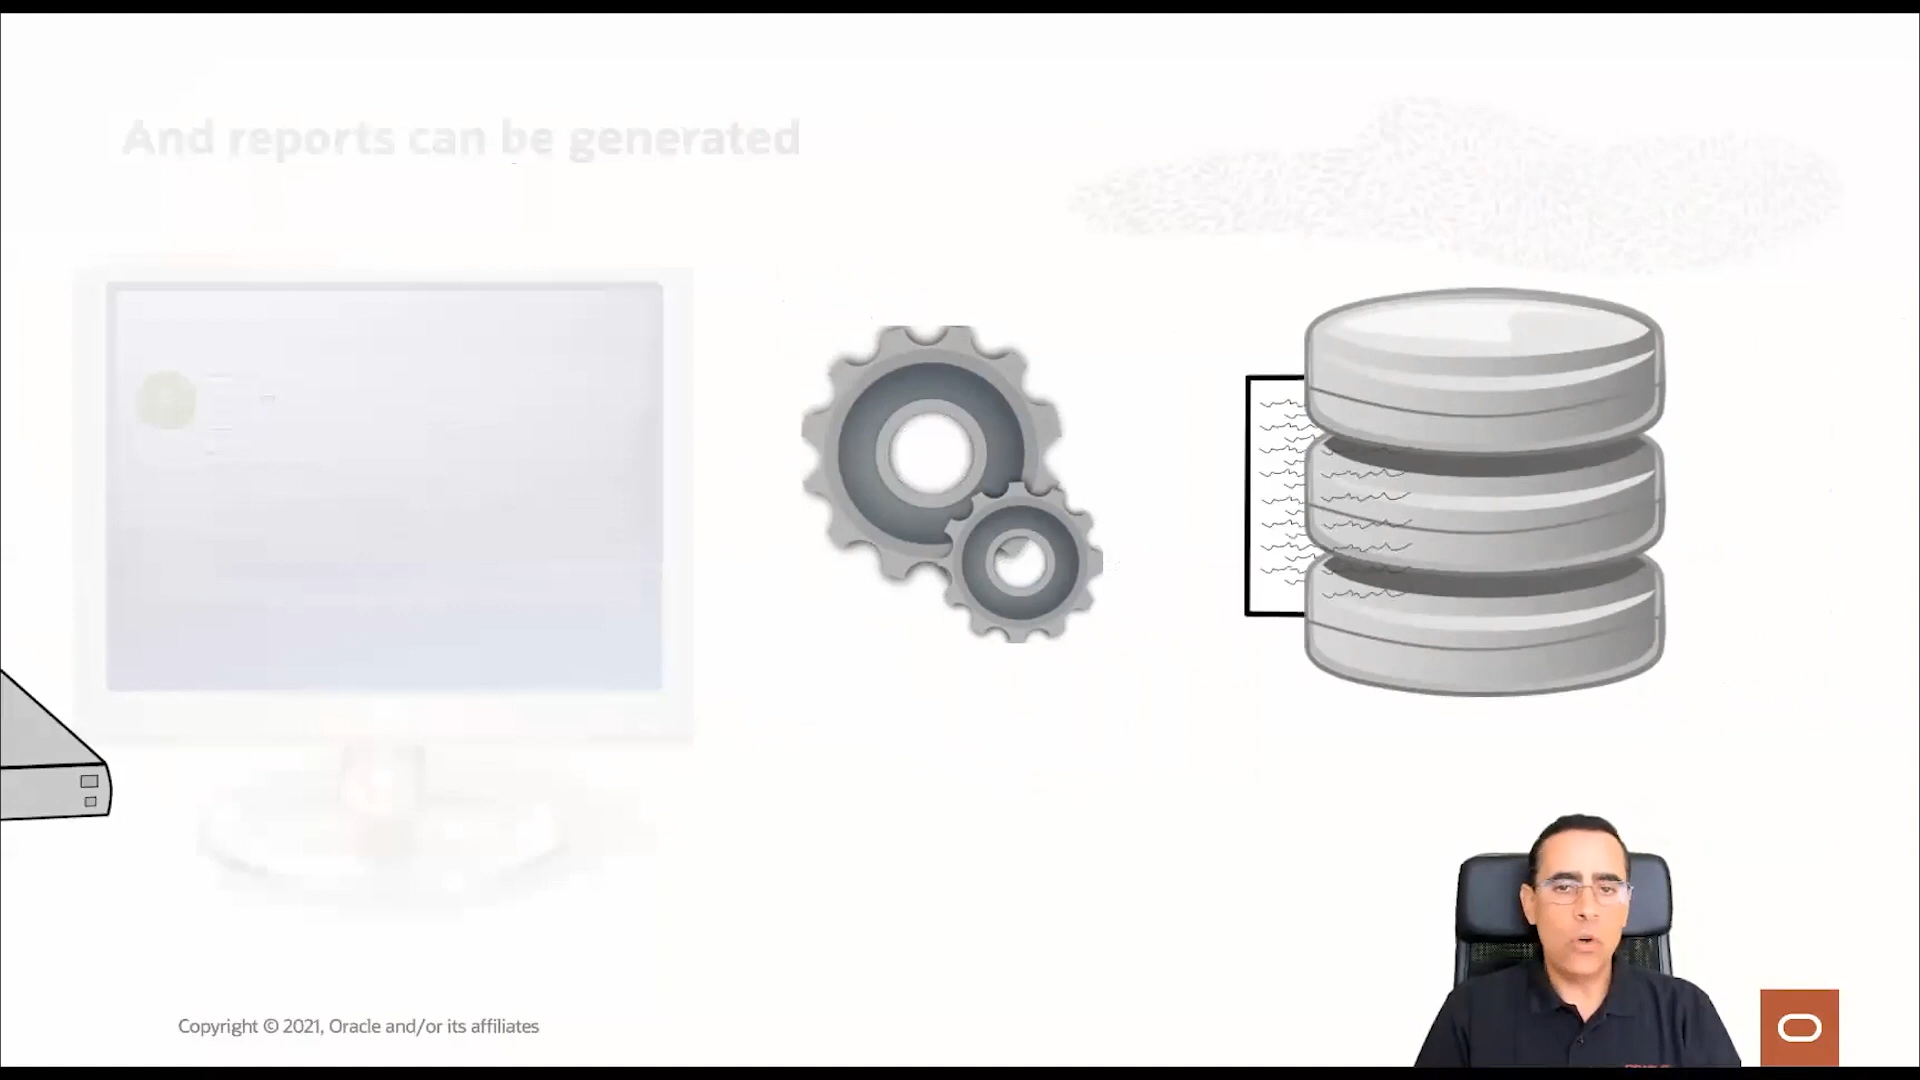 And reports can be generated
Copyright © 2021, Oracle and/or its affiliates